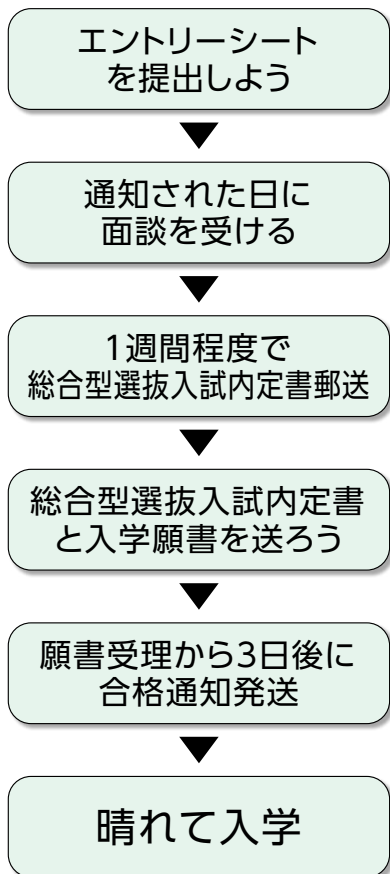 エントリーシート
を提出しよう
通知された日に
面談を受ける
1週間程度で
総合型選抜入試内定書郵送
総合型選抜入試内定書
と入学願書を送ろう
願書受理から3日後に
合格通知発送
晴れて入学